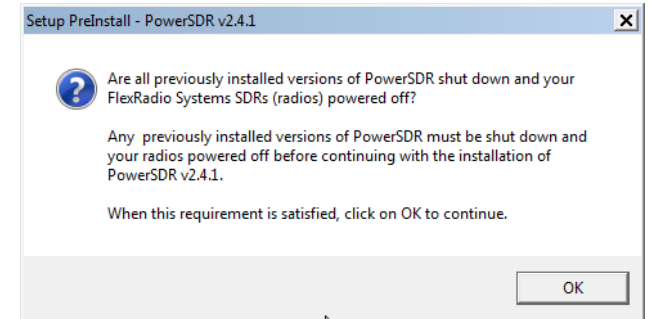 Setup PreInstall - PowerSDR v2.4.1
Are all previously installed versions of PowerSDR shut down and your
FlexRadio Systems SDRs (radios) powered off?
Any  previously installed versions of PowerSDR must be shut down and
your radios powered off before continuing with the installation of
PowerSDR v2.4.1.
When this requirement is satisfied, click on OK to continue.
OK